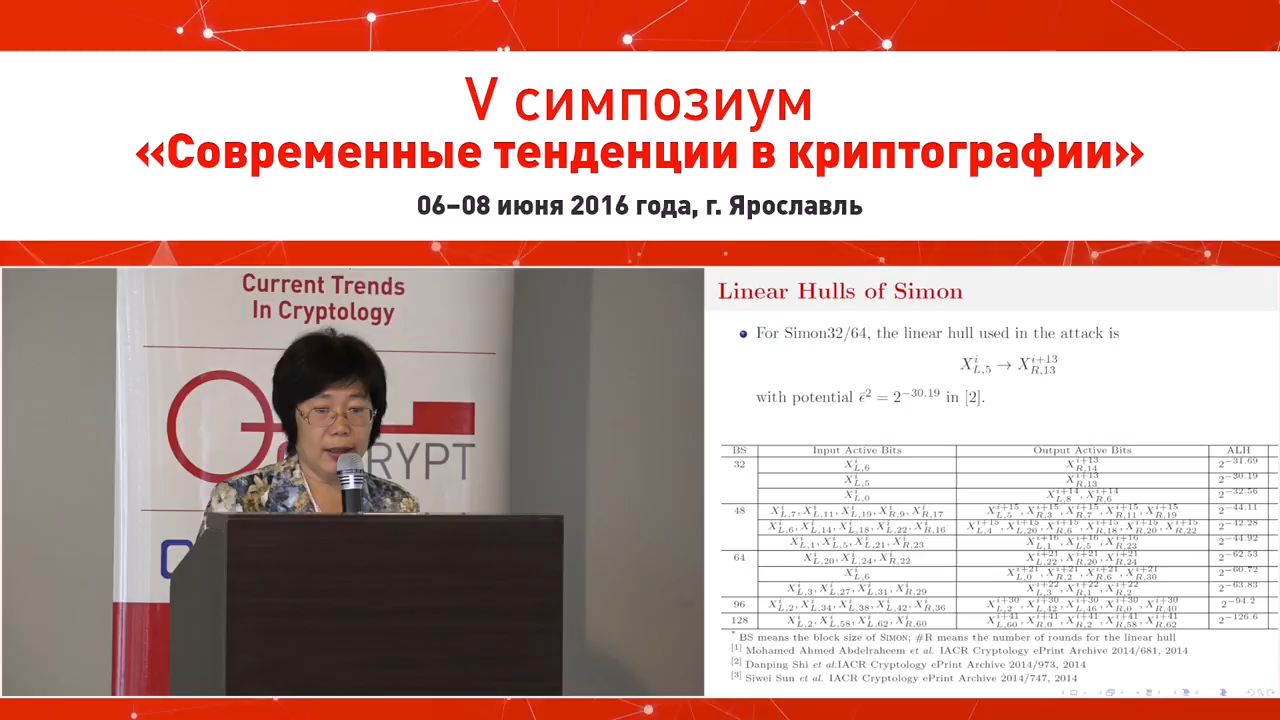 V симпозиум
«Современные тенденции в криптографии»
06–08 июня 2016 года, г. Ярославль
Current Trends
In Cryptology
CRYPT
Linear Hulls of Simon
For Simon32/64, the linear hull used in the attack is
X^i_{L,5} → X^{i+13}_{R,13}
with potential ε̄² = 2^{−30.19} in [2].
BS Input Active Bits Output Active Bits ALH
32 X^i_{L,6} X^{i+13}_{R,14} 2^{−31.69}
X^i_{L,5} X^{i+13}_{R,13} 2^{−30.19}
X^i_{L,0} X^{i+14}_{L,8}, X^{i+14}_{R,6} 2^{−32.56}
48 X^i_{L,7}, X^i_{L,11}, X^i_{L,19}, X^i_{R,9}, X^i_{R,17} X^{i+15}_{L,5}, X^{i+15}_{R,3}, X^{i+15}_{R,7}, X^{i+15}_{R,11}, X^{i+15}_{R,19} 2^{−44.11}
X^i_{L,6}, X^i_{L,14}, X^i_{L,18}, X^i_{L,22}, X^i_{R,16} X^{i+15}_{L,4}, X^{i+15}_{L,20}, X^{i+15}_{R,6}, X^{i+15}_{R,18}, X^{i+15}_{R,20}, X^{i+15}_{R,22} 2^{−42.28}
X^i_{L,1}, X^i_{L,5}, X^i_{L,21}, X^i_{R,23} X^{i+16}_{L,1}, X^{i+16}_{L,5}, X^{i+16}_{R,23} 2^{−44.92}
64 X^i_{L,20}, X^i_{L,24}, X^i_{R,22} X^{i+21}_{L,22}, X^{i+21}_{R,20}, X^{i+21}_{R,24} 2^{−62.53}
X^i_{L,6} X^{i+21}_{L,0}, X^{i+21}_{R,2}, X^{i+21}_{R,6}, X^{i+21}_{R,30} 2^{−60.72}
X^i_{L,3}, X^i_{L,27}, X^i_{L,31}, X^i_{R,29} X^{i+22}_{L,3}, X^{i+22}_{R,1}, X^{i+22}_{R,2} 2^{−63.83}
96 X^i_{L,2}, X^i_{L,34}, X^i_{L,38}, X^i_{L,42}, X^i_{R,36} X^{i+30}_{L,2}, X^{i+30}_{L,42}, X^{i+30}_{L,46}, X^{i+30}_{R,0}, X^{i+30}_{R,40} 2^{−94.2}
128 X^i_{L,2}, X^i_{L,58}, X^i_{L,62}, X^i_{R,60} X^{i+41}_{L,60}, X^{i+41}_{R,0}, X^{i+41}_{R,2}, X^{i+41}_{R,58}, X^{i+41}_{R,62} 2^{−126.6}
* BS means the block size of SIMON; #R means the number of rounds for the linear hull
[1] Mohamed Ahmed Abdelraheem et al. IACR Cryptology ePrint Archive 2014/681, 2014
[2] Danping Shi et al.IACR Cryptology ePrint Archive 2014/973, 2014
[3] Siwei Sun et al. IACR Cryptology ePrint Archive 2014/747, 2014